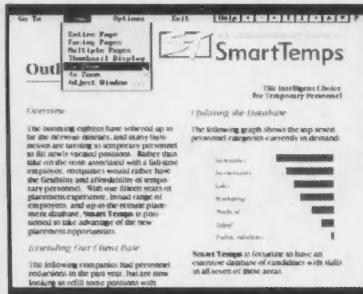 Go To Options Exit Help
Entire Page
Facing Pages
Multiple Pages
Thumbnail Display
2x Zoom
4x Zoom
Adjust Window ...
SmartTemps
Outl
The Intelligent Choice
for Temporary Personnel
Overview
The booming eighties have sobered up to
be the nervous nineties, and many busi-
nesses are turning to temporary personnel
to fill newly vacated positions. Rather than
take on the costs associated with a full-time
employee, companies would rather have
the flexibility and affordability of tempo-
rary personnel. With our fifteen years of
placement experience, broad range of
employees, and up-to-the-minute place-
ment database, Smart Temps is posi-
tioned to take advantage of the new
placement opportunities.
Extending Our Client Base
The following companies had personnel
reductions in the past year, but are now
looking to refill some positions with
Updating the Database
The following graph shows the top seven
personnel categories currently in demand:
Secretaries
Accountants
Sales
Marketing
Medical
Legal
Public relations
Smart Temps is fortunate to have an
extensive database of candidates with skills
in all seven of these areas.